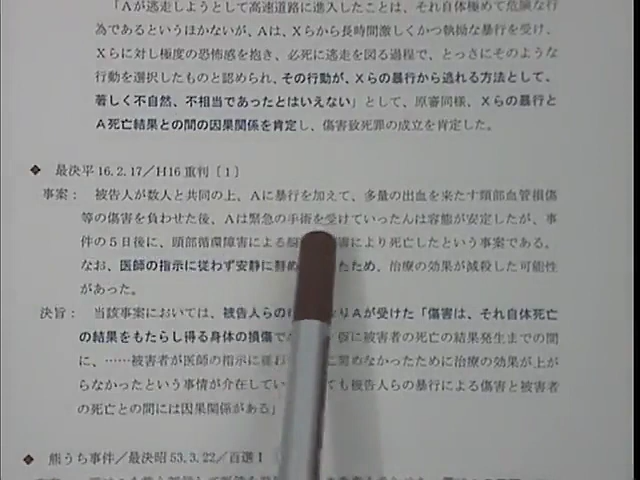 「Aが逃走しようとして高速道路に進入したことは、それ自体極めて危険な行
為であるというほかないが、Aは、Xらから長時間激しくかつ執拗な暴行を受け、
Xらに対し極度の恐怖感を抱き、必死に逃走を図る過程で、とっさにそのような
行動を選択したものと認められ、その行動が、Xらの暴行から逃れる方法として、
著しく不自然、不相当であったとはいえない」として、原審同様、Xらの暴行と
A死亡結果との間の因果関係を肯定し、傷害致死罪の成立を肯定した。
❖ 最決平16.2.17/H16重判〔1〕
事案： 被告人が数人と共同の上、Aに暴行を加えて、多量の出血を来たす頸部血管損傷
等の傷害を負わせた後、Aは緊急の手術を受けていったんは容態が安定したが、事
件の5日後に、頭部循環障害による脳 害により死亡したという事案である。
なお、医師の指示に従わず安静に努め たため、治療の効果が減殺した可能性
があった。
決旨： 当該事案においては、被告人らの りAが受けた「傷害は、それ自体死亡
の結果をもたらし得る身体の損傷で 仮に被害者の死亡の結果発生までの間
に、……被害者が医師の指示に従わ に努めなかったために治療の効果が上が
らなかったという事情が介在してい ても被告人らの暴行による傷害と被害者
の死亡との間には因果関係がある」
❖ 熊うち事件/最決昭53.3.22/百選Ⅰ